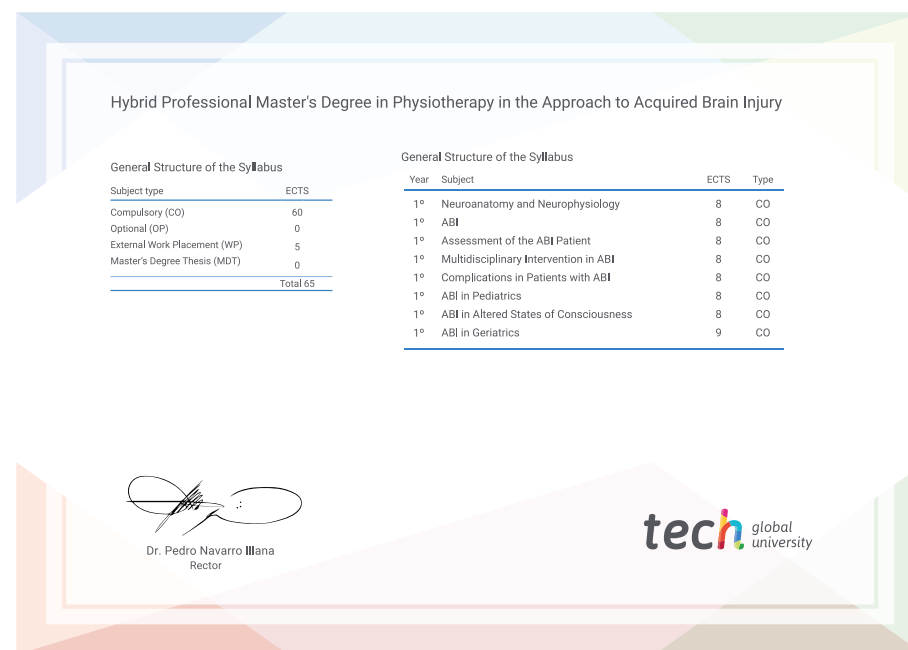 Hybrid Professional Master's Degree in Physiotherapy in the Approach to Acquired Brain Injury
General Structure of the Syllabus
Subject type ECTS
Compulsory (CO) 60
Optional (OP) 0
External Work Placement (WP) 5
Master's Degree Thesis (MDT) 0
Total 65
General Structure of the Syllabus
Year Subject ECTS Type
1º Neuroanatomy and Neurophysiology 8 CO
1º ABI 8 CO
1º Assessment of the ABI Patient 8 CO
1º Multidisciplinary Intervention in ABI 8 CO
1º Complications in Patients with ABI 8 CO
1º ABI in Pediatrics 8 CO
1º ABI in Altered States of Consciousness 8 CO
1º ABI in Geriatrics 9 CO
Dr. Pedro Navarro Illana
Rector
tech global
university